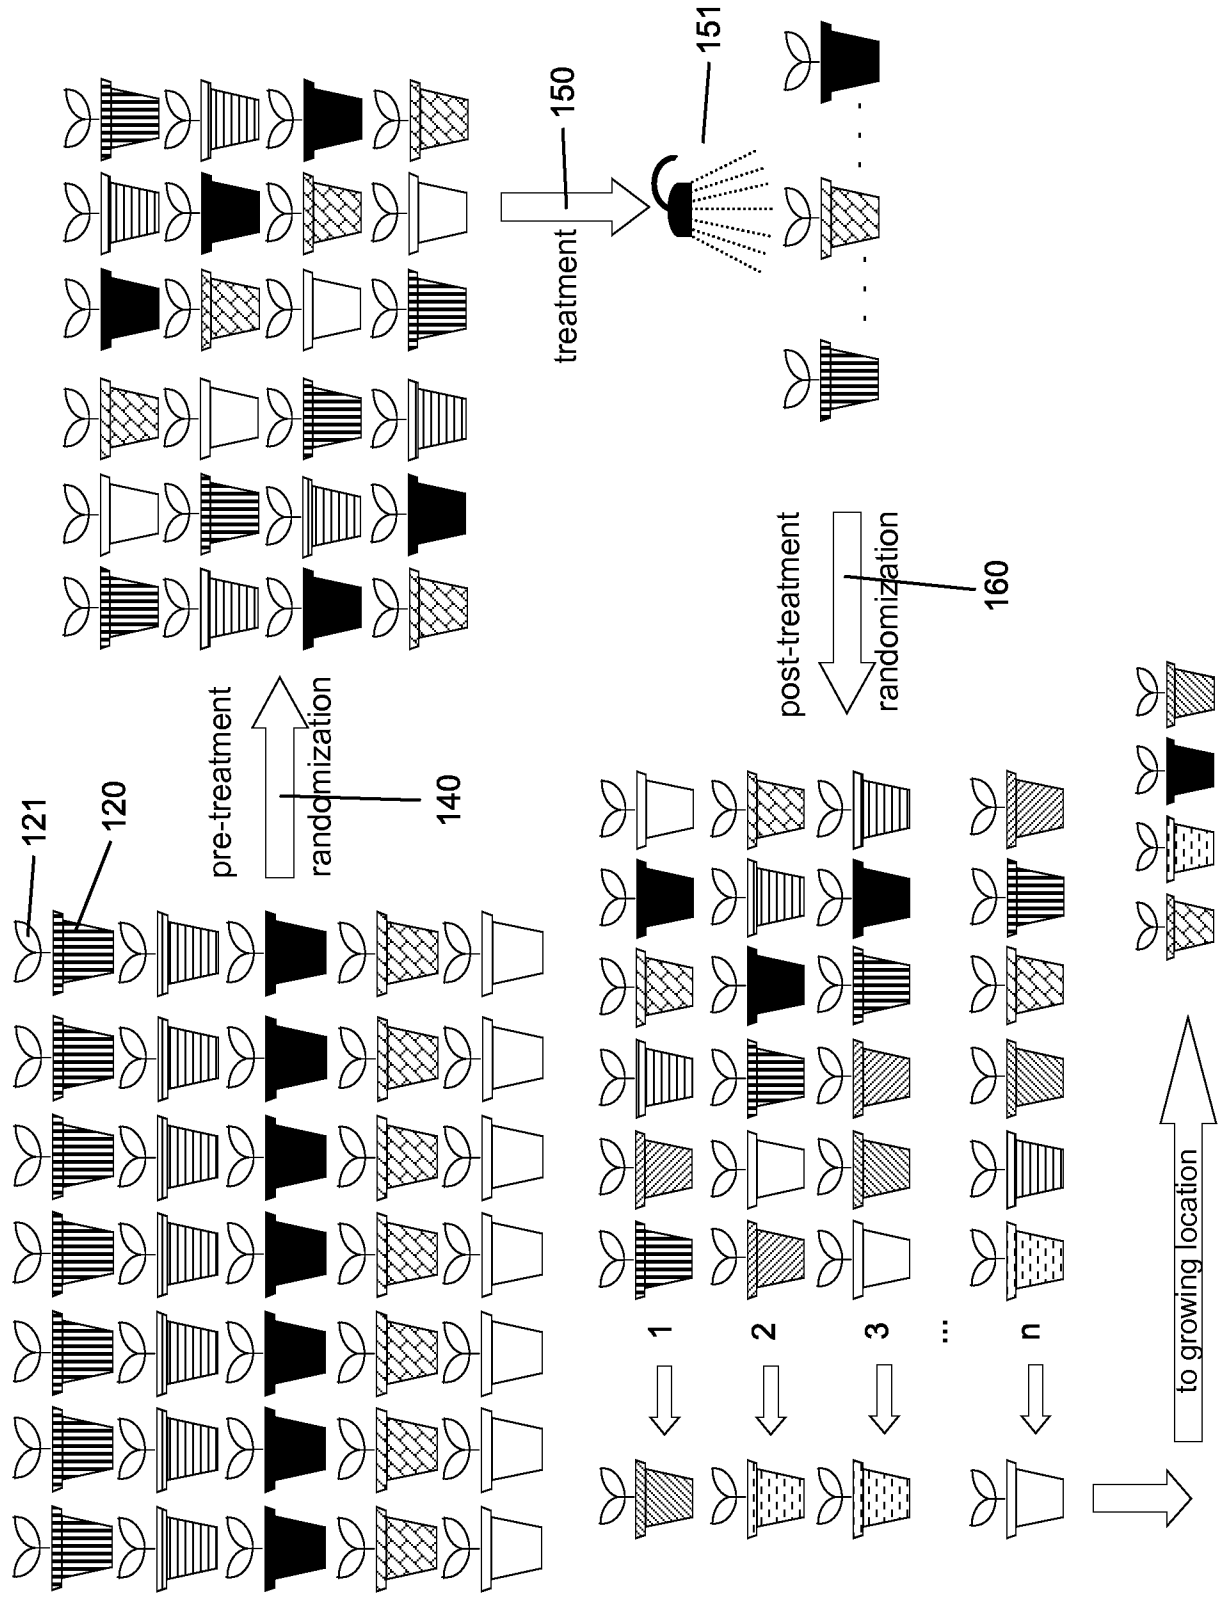 121
120
pre-treatment
randomization
140
treatment
150
151
post-treatment
randomization
160
1
2
3
...
n
to growing location